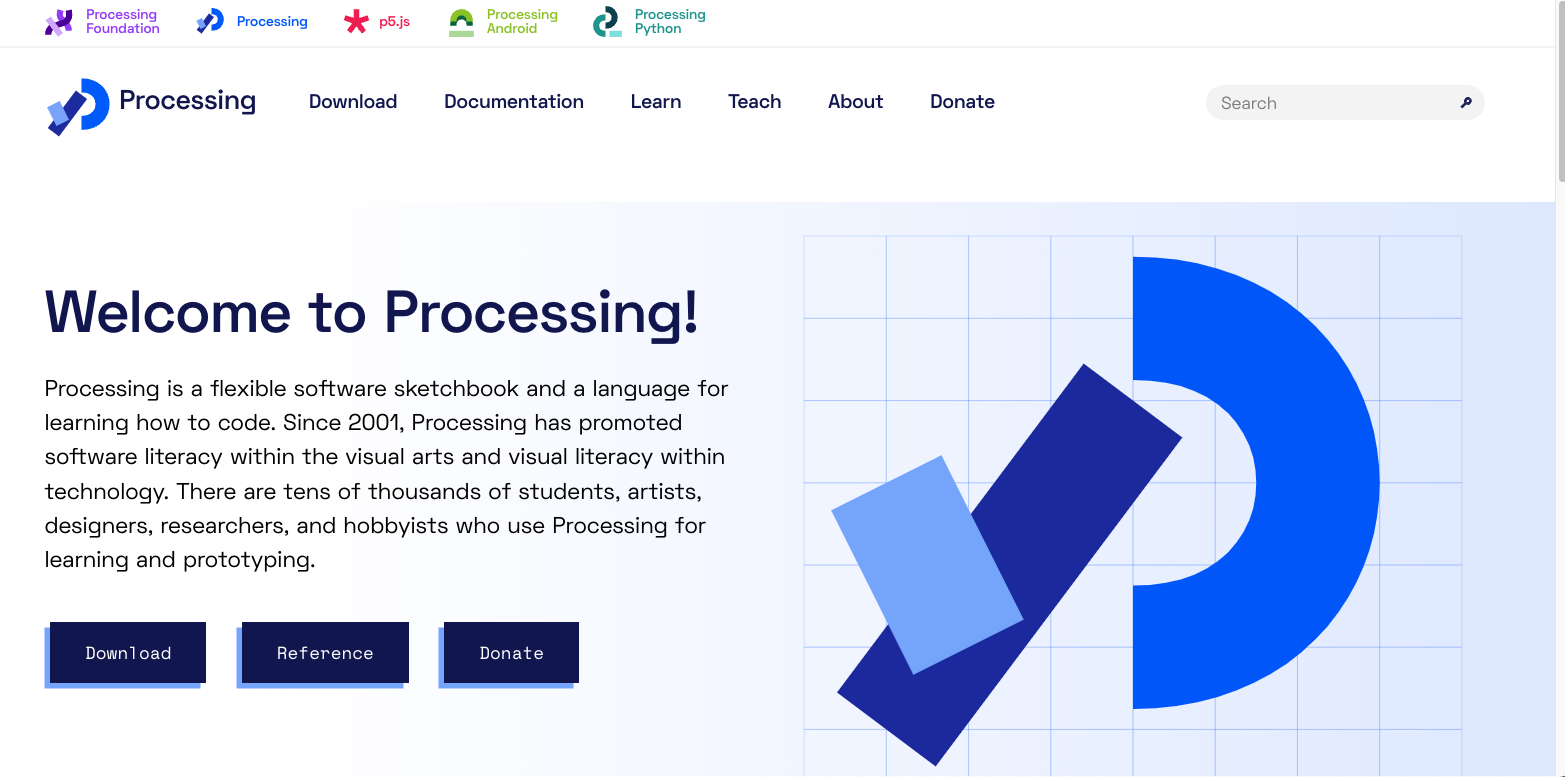 Processing
Foundation
Processing
p5.js
Processing
Android
Processing
Python
Processing
Download
Documentation
Learn
Teach
About
Donate
Search
Welcome to Processing!
Processing is a flexible software sketchbook and a language for
learning how to code. Since 2001, Processing has promoted
software literacy within the visual arts and visual literacy within
technology. There are tens of thousands of students, artists,
designers, researchers, and hobbyists who use Processing for
learning and prototyping.
Download
Reference
Donate